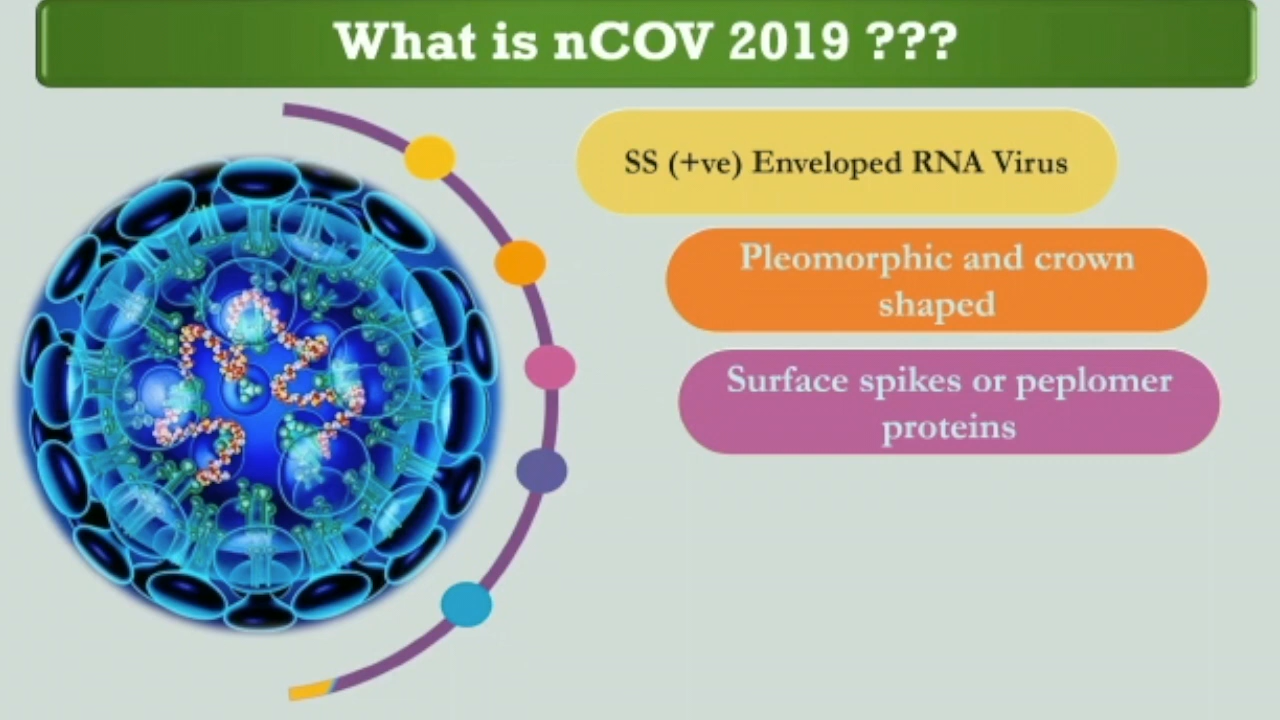 What is nCOV 2019 ???
SS (+ve) Enveloped RNA Virus
Pleomorphic and crown
shaped
Surface spikes or peplomer
proteins